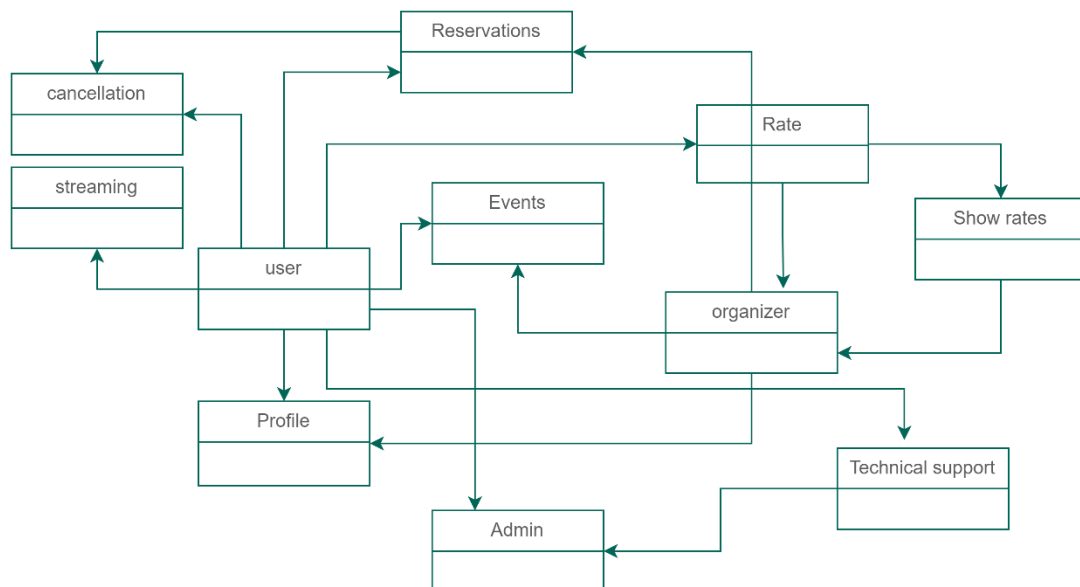 Reservations
cancellation
Rate
streaming
Events
Show rates
user
organizer
Profile
Technical support
Admin